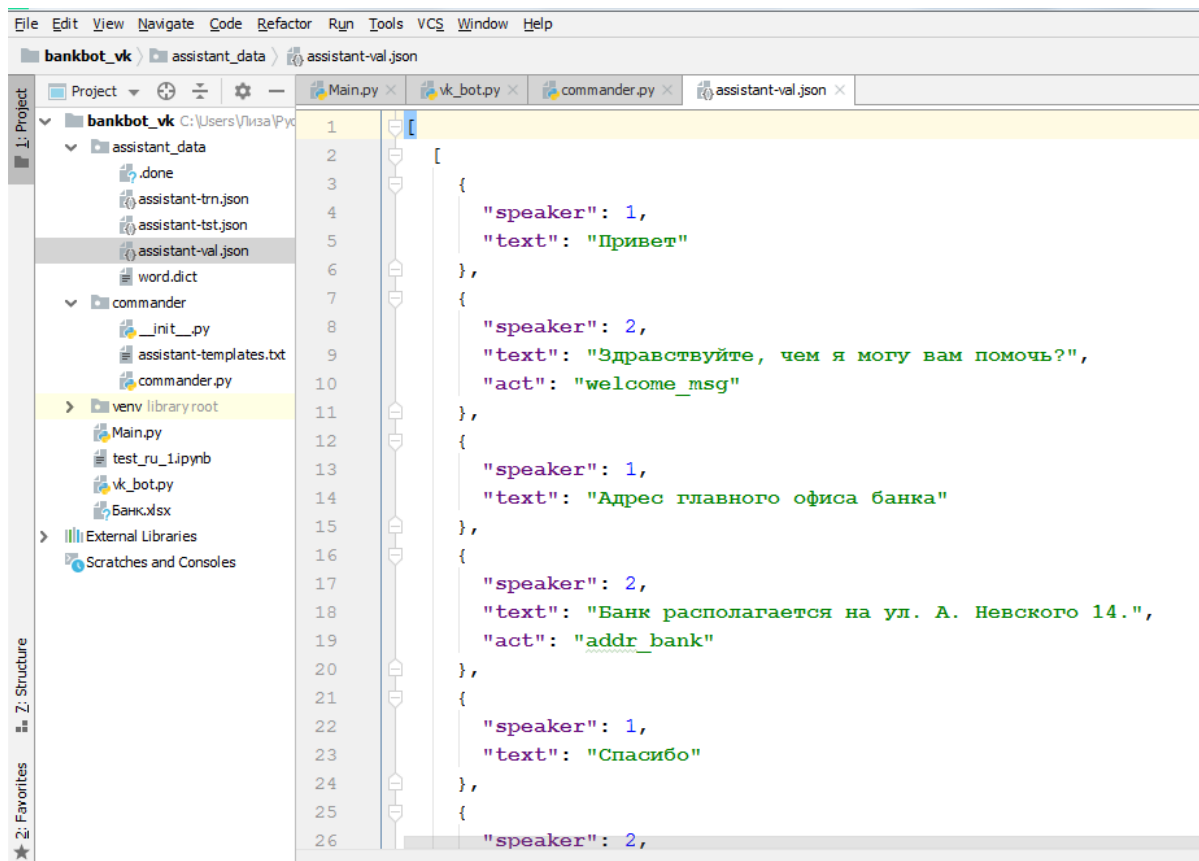 File Edit View Navigate Code Refactor Run Tools VCS Window Help
bankbot_vk assistant_data assistant-val.json
Project Main.py vk_bot.py commander.py assistant-val.json
1: Project
bankbot_vk C:\Users\Лиза\Pyc
assistant_data
.done
assistant-trn.json
assistant-tst.json
assistant-val.json
word.dict
commander
__init__.py
assistant-templates.txt
commander.py
venv library root
Main.py
test_ru_1.ipynb
vk_bot.py
Банк.xlsx
External Libraries
Scratches and Consoles
7: Structure
2: Favorites
1 [
2 [
3 {
4 "speaker": 1,
5 "text": "Привет"
6 },
7 {
8 "speaker": 2,
9 "text": "Здравствуйте, чем я могу вам помочь?",
10 "act": "welcome_msg"
11 },
12 {
13 "speaker": 1,
14 "text": "Адрес главного офиса банка"
15 },
16 {
17 "speaker": 2,
18 "text": "Банк располагается на ул. А. Невского 14.",
19 "act": "addr_bank"
20 },
21 {
22 "speaker": 1,
23 "text": "Спасибо"
24 },
25 {
26 "speaker": 2,